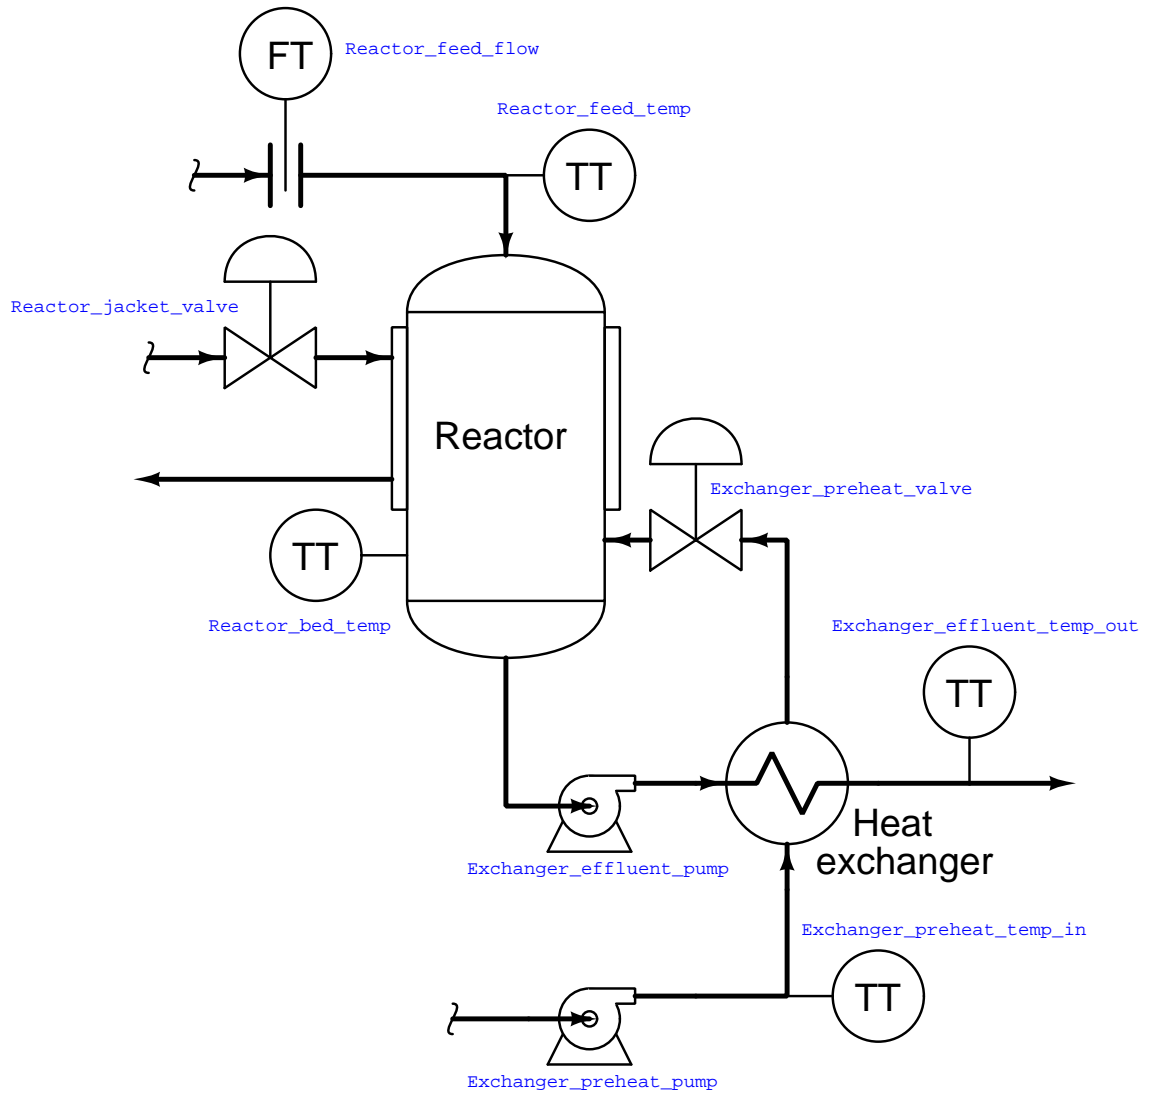 FT
Reactor_feed_flow
Reactor_feed_temp
TT
Reactor_jacket_valve
Reactor
Exchanger_preheat_valve
TT
Reactor_bed_temp
Exchanger_effluent_temp_out
TT
Heat
exchanger
Exchanger_effluent_pump
Exchanger_preheat_temp_in
TT
Exchanger_preheat_pump